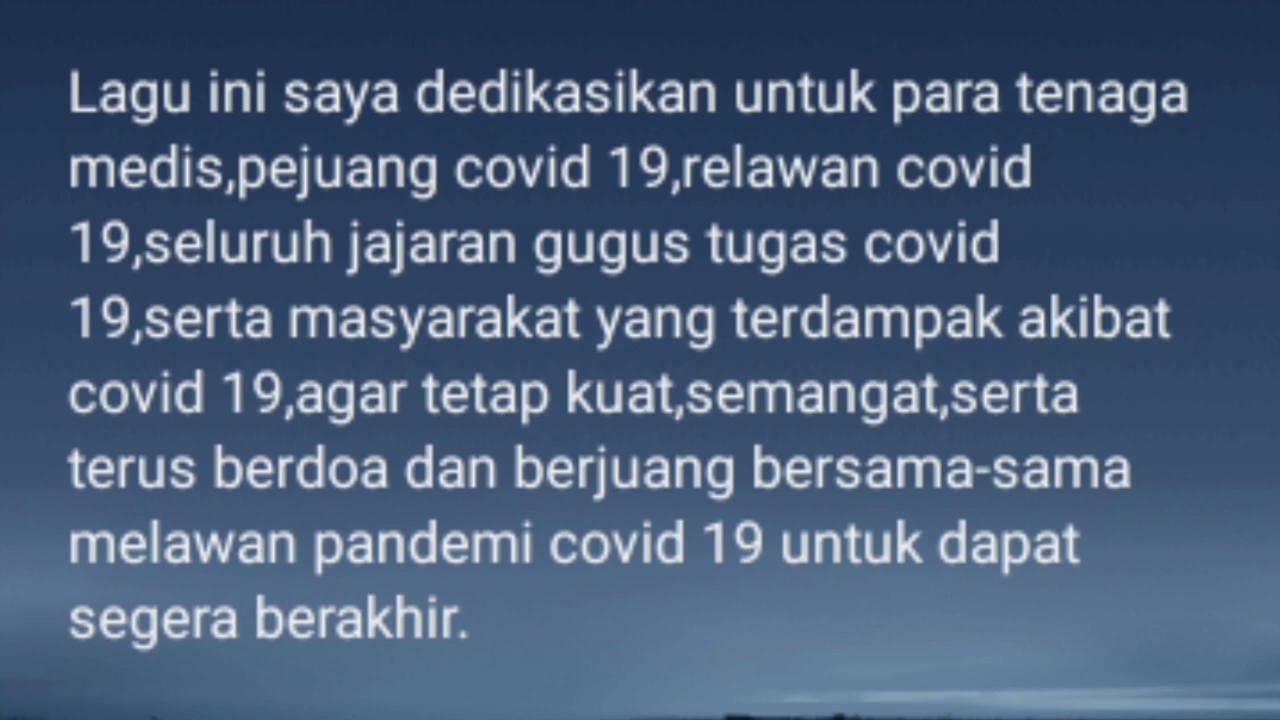 Lagu ini saya dedikasikan untuk para tenaga
medis,pejuang covid 19,relawan covid
19,seluruh jajaran gugus tugas covid
19,serta masyarakat yang terdampak akibat
covid 19,agar tetap kuat,semangat,serta
terus berdoa dan berjuang bersama-sama
melawan pandemi covid 19 untuk dapat
segera berakhir.